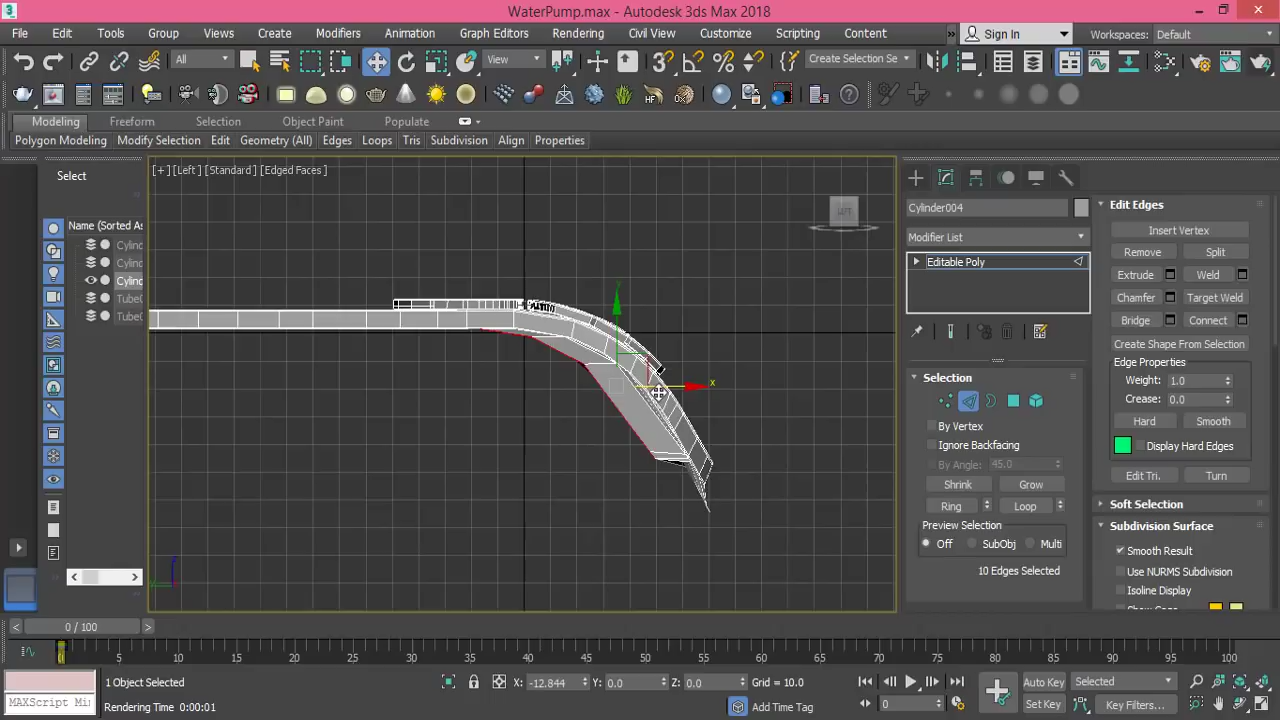 WaterPump.max - Autodesk 3ds Max 2018
File Edit Tools Group Views Create Modifiers Animation Graph Editors Rendering Civil View Customize Scripting Content » Sign In Workspaces: Default
All View Create Selection Se
Modeling Freeform Selection Object Paint Populate
Polygon Modeling Modify Selection Edit Geometry (All) Edges Loops Tris Subdivision Align Properties
Select
Name (Sorted As
Cylin
Cylin
Cylin
Tube
Tube
[+] [Left] [Standard] [Edged Faces]
LEFT
y
x
Cylinder004
Modifier List
Editable Poly
Selection
By Vertex
Ignore Backfacing
By Angle: 45.0
Shrink Grow
Ring Loop
Preview Selection
Off SubObj Multi
10 Edges Selected
Edit Edges
Insert Vertex
Remove Split
Extrude Weld
Chamfer Target Weld
Bridge Connect
Create Shape From Selection
Edge Properties
Weight: 1.0
Crease: 0.0
Hard Smooth
Display Hard Edges
Edit Tri. Turn
Soft Selection
Subdivision Surface
Smooth Result
Use NURMS Subdivision
Isoline Display
0 / 100
0 5 10 15 20 25 30 35 40 45 50 55 60 65 70 75 80 85 90 95 100
1 Object Selected X: -12.844 Y: 0.0 Z: 0.0 Grid = 10.0 Auto Key Selected
MAXScript Mi Rendering Time 0:00:01 Add Time Tag 0 Set Key Key Filters...